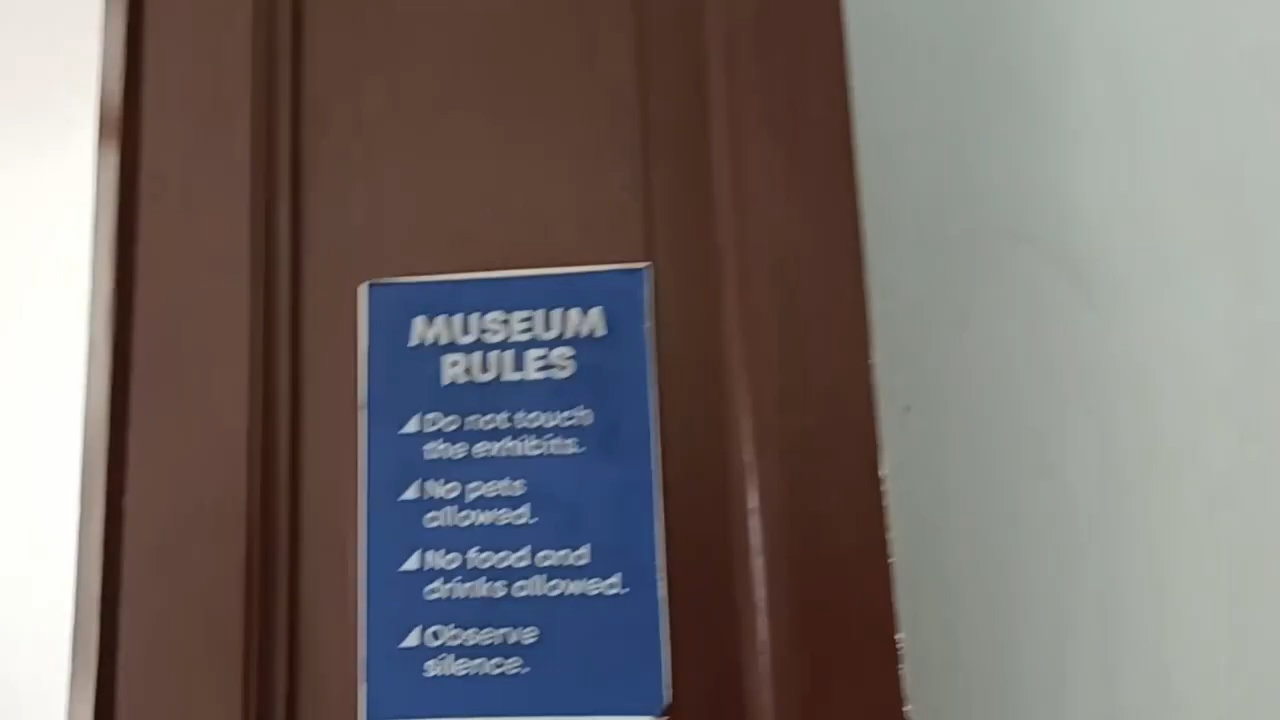 MUSEUM
RULES
Do not touch
the exhibits.
No pets
allowed.
No food and
drinks allowed.
Observe
silence.